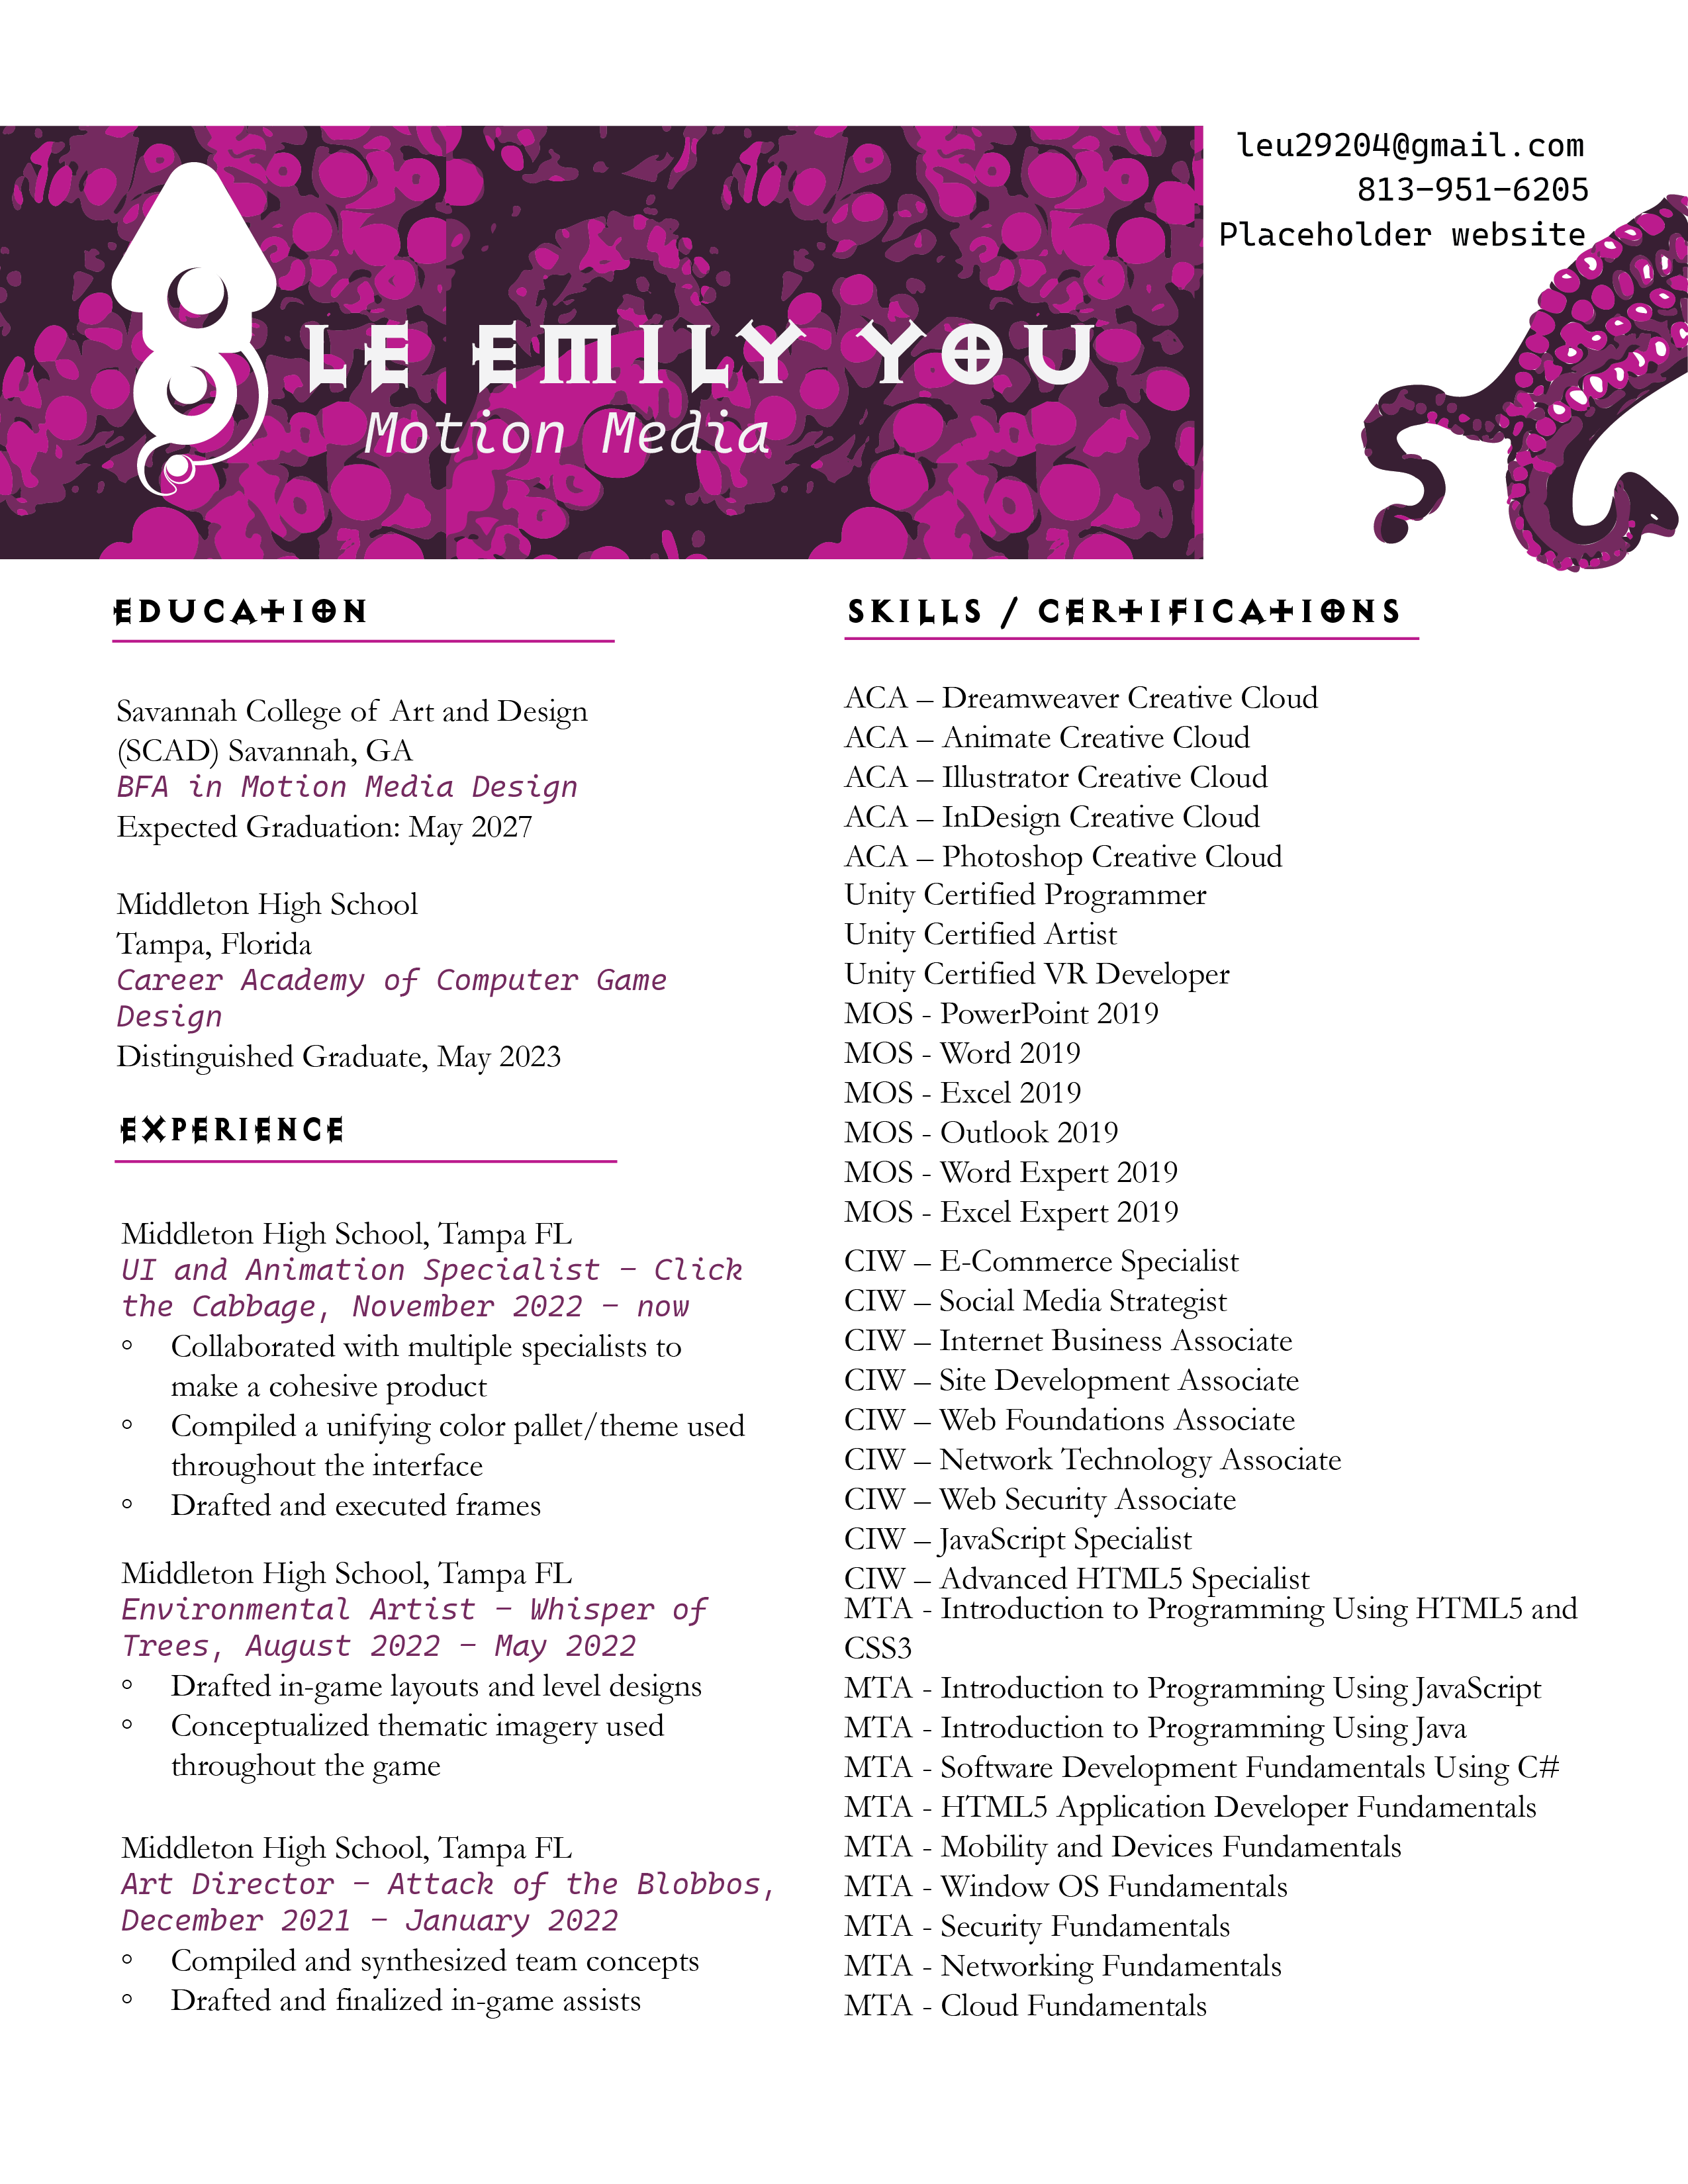 leu29204@gmail.com
813-951-6205
Placeholder website
LE EMILY YOU
Motion Media
EDUCATION
Savannah College of Art and Design
(SCAD) Savannah, GA
BFA in Motion Media Design
Expected Graduation: May 2027
Middleton High School
Tampa, Florida
Career Academy of Computer Game
Design
Distinguished Graduate, May 2023
EXPERIENCE
Middleton High School, Tampa FL
UI and Animation Specialist – Click
the Cabbage, November 2022 – now
◦ Collaborated with multiple specialists to
make a cohesive product
◦ Compiled a unifying color pallet/theme used
throughout the interface
◦ Drafted and executed frames
Middleton High School, Tampa FL
Environmental Artist – Whisper of
Trees, August 2022 – May 2022
◦ Drafted in-game layouts and level designs
◦ Conceptualized thematic imagery used
throughout the game
Middleton High School, Tampa FL
Art Director – Attack of the Blobbos,
December 2021 – January 2022
◦ Compiled and synthesized team concepts
◦ Drafted and finalized in-game assists
SKILLS / CERTIFICATIONS
ACA – Dreamweaver Creative Cloud
ACA – Animate Creative Cloud
ACA – Illustrator Creative Cloud
ACA – InDesign Creative Cloud
ACA – Photoshop Creative Cloud
Unity Certified Programmer
Unity Certified Artist
Unity Certified VR Developer
MOS - PowerPoint 2019
MOS - Word 2019
MOS - Excel 2019
MOS - Outlook 2019
MOS - Word Expert 2019
MOS - Excel Expert 2019
CIW – E-Commerce Specialist
CIW – Social Media Strategist
CIW – Internet Business Associate
CIW – Site Development Associate
CIW – Web Foundations Associate
CIW – Network Technology Associate
CIW – Web Security Associate
CIW – JavaScript Specialist
CIW – Advanced HTML5 Specialist
MTA - Introduction to Programming Using HTML5 and
CSS3
MTA - Introduction to Programming Using JavaScript
MTA - Introduction to Programming Using Java
MTA - Software Development Fundamentals Using C#
MTA - HTML5 Application Developer Fundamentals
MTA - Mobility and Devices Fundamentals
MTA - Window OS Fundamentals
MTA - Security Fundamentals
MTA - Networking Fundamentals
MTA - Cloud Fundamentals